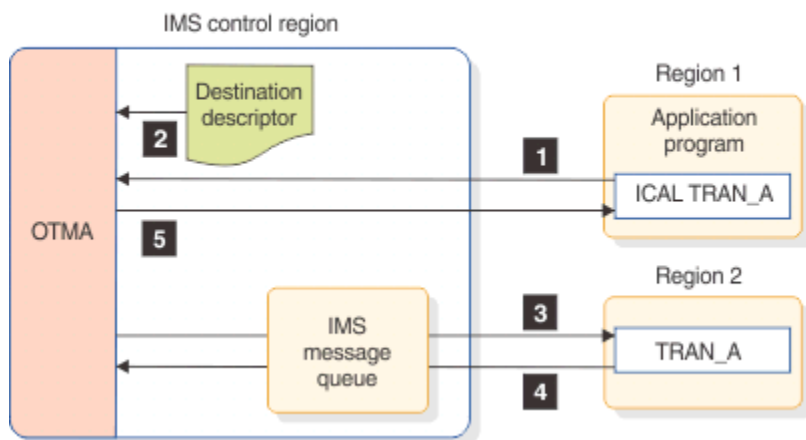 IMS control region
Destination
descriptor
2
Region 1
Application
program
1
ICAL TRAN_A
OTMA
5
Region 2
IMS
message
queue
3
TRAN_A
4